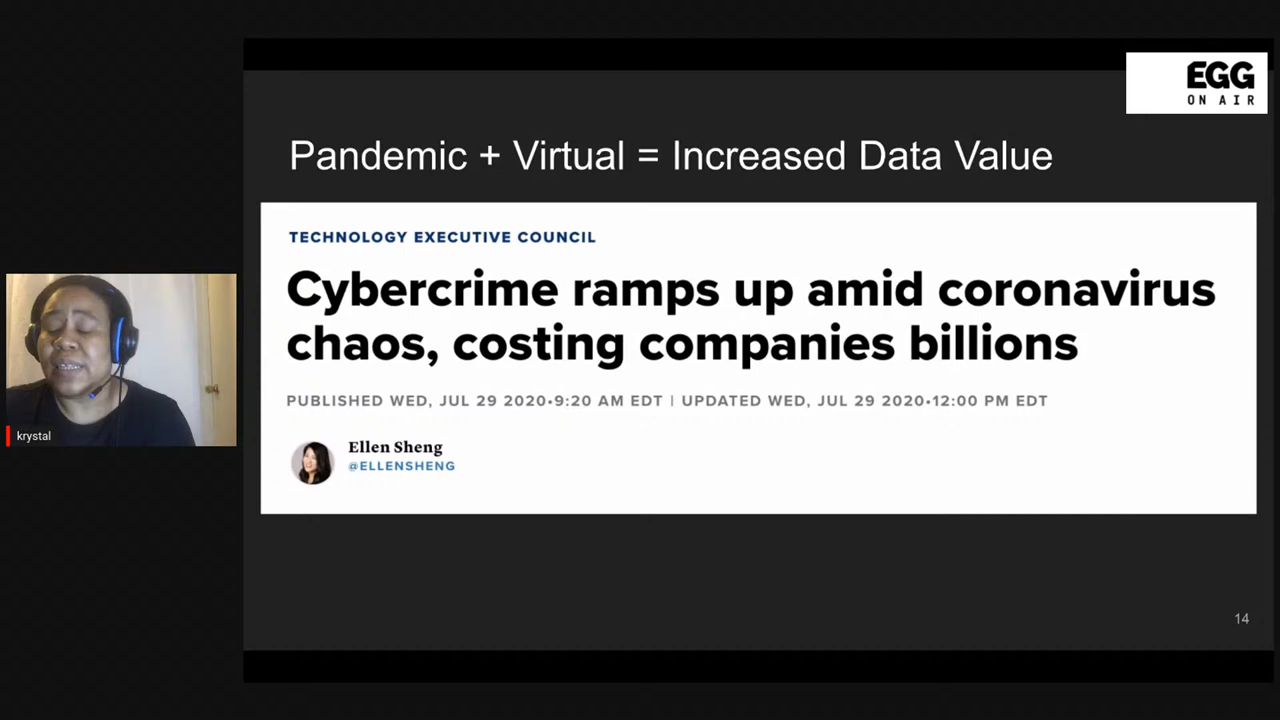 EGG
ON AIR
Pandemic + Virtual = Increased Data Value
TECHNOLOGY EXECUTIVE COUNCIL
Cybercrime ramps up amid coronavirus
chaos, costing companies billions
PUBLISHED WED, JUL 29 2020•9:20 AM EDT | UPDATED WED, JUL 29 2020•12:00 PM EDT
Ellen Sheng
@ELLENSHENG
krystal
14